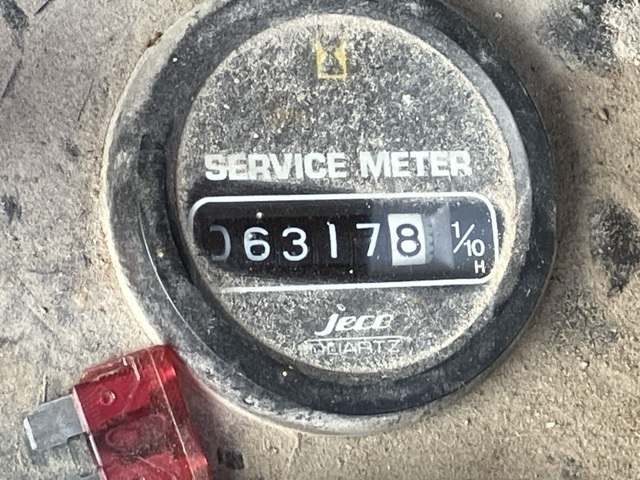 SERVICE METER
063178 1/10 H
jeco
QUARTZ